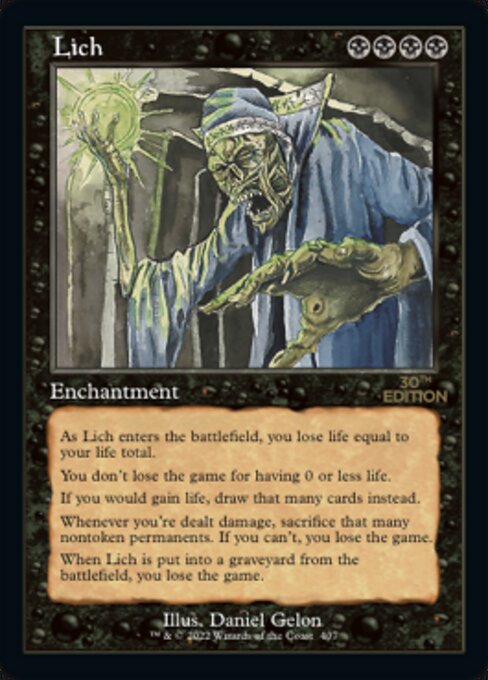 Lich
30TH
EDITION
Enchantment
As Lich enters the battlefield, you lose life equal to
your life total.
You don't lose the game for having 0 or less life.
If you would gain life, draw that many cards instead.
Whenever you're dealt damage, sacrifice that many
nontoken permanents. If you can't, you lose the game.
When Lich is put into a graveyard from the
battlefield, you lose the game.
Illus. Daniel Gelon
™ & © 2022 Wizards of the Coast 407